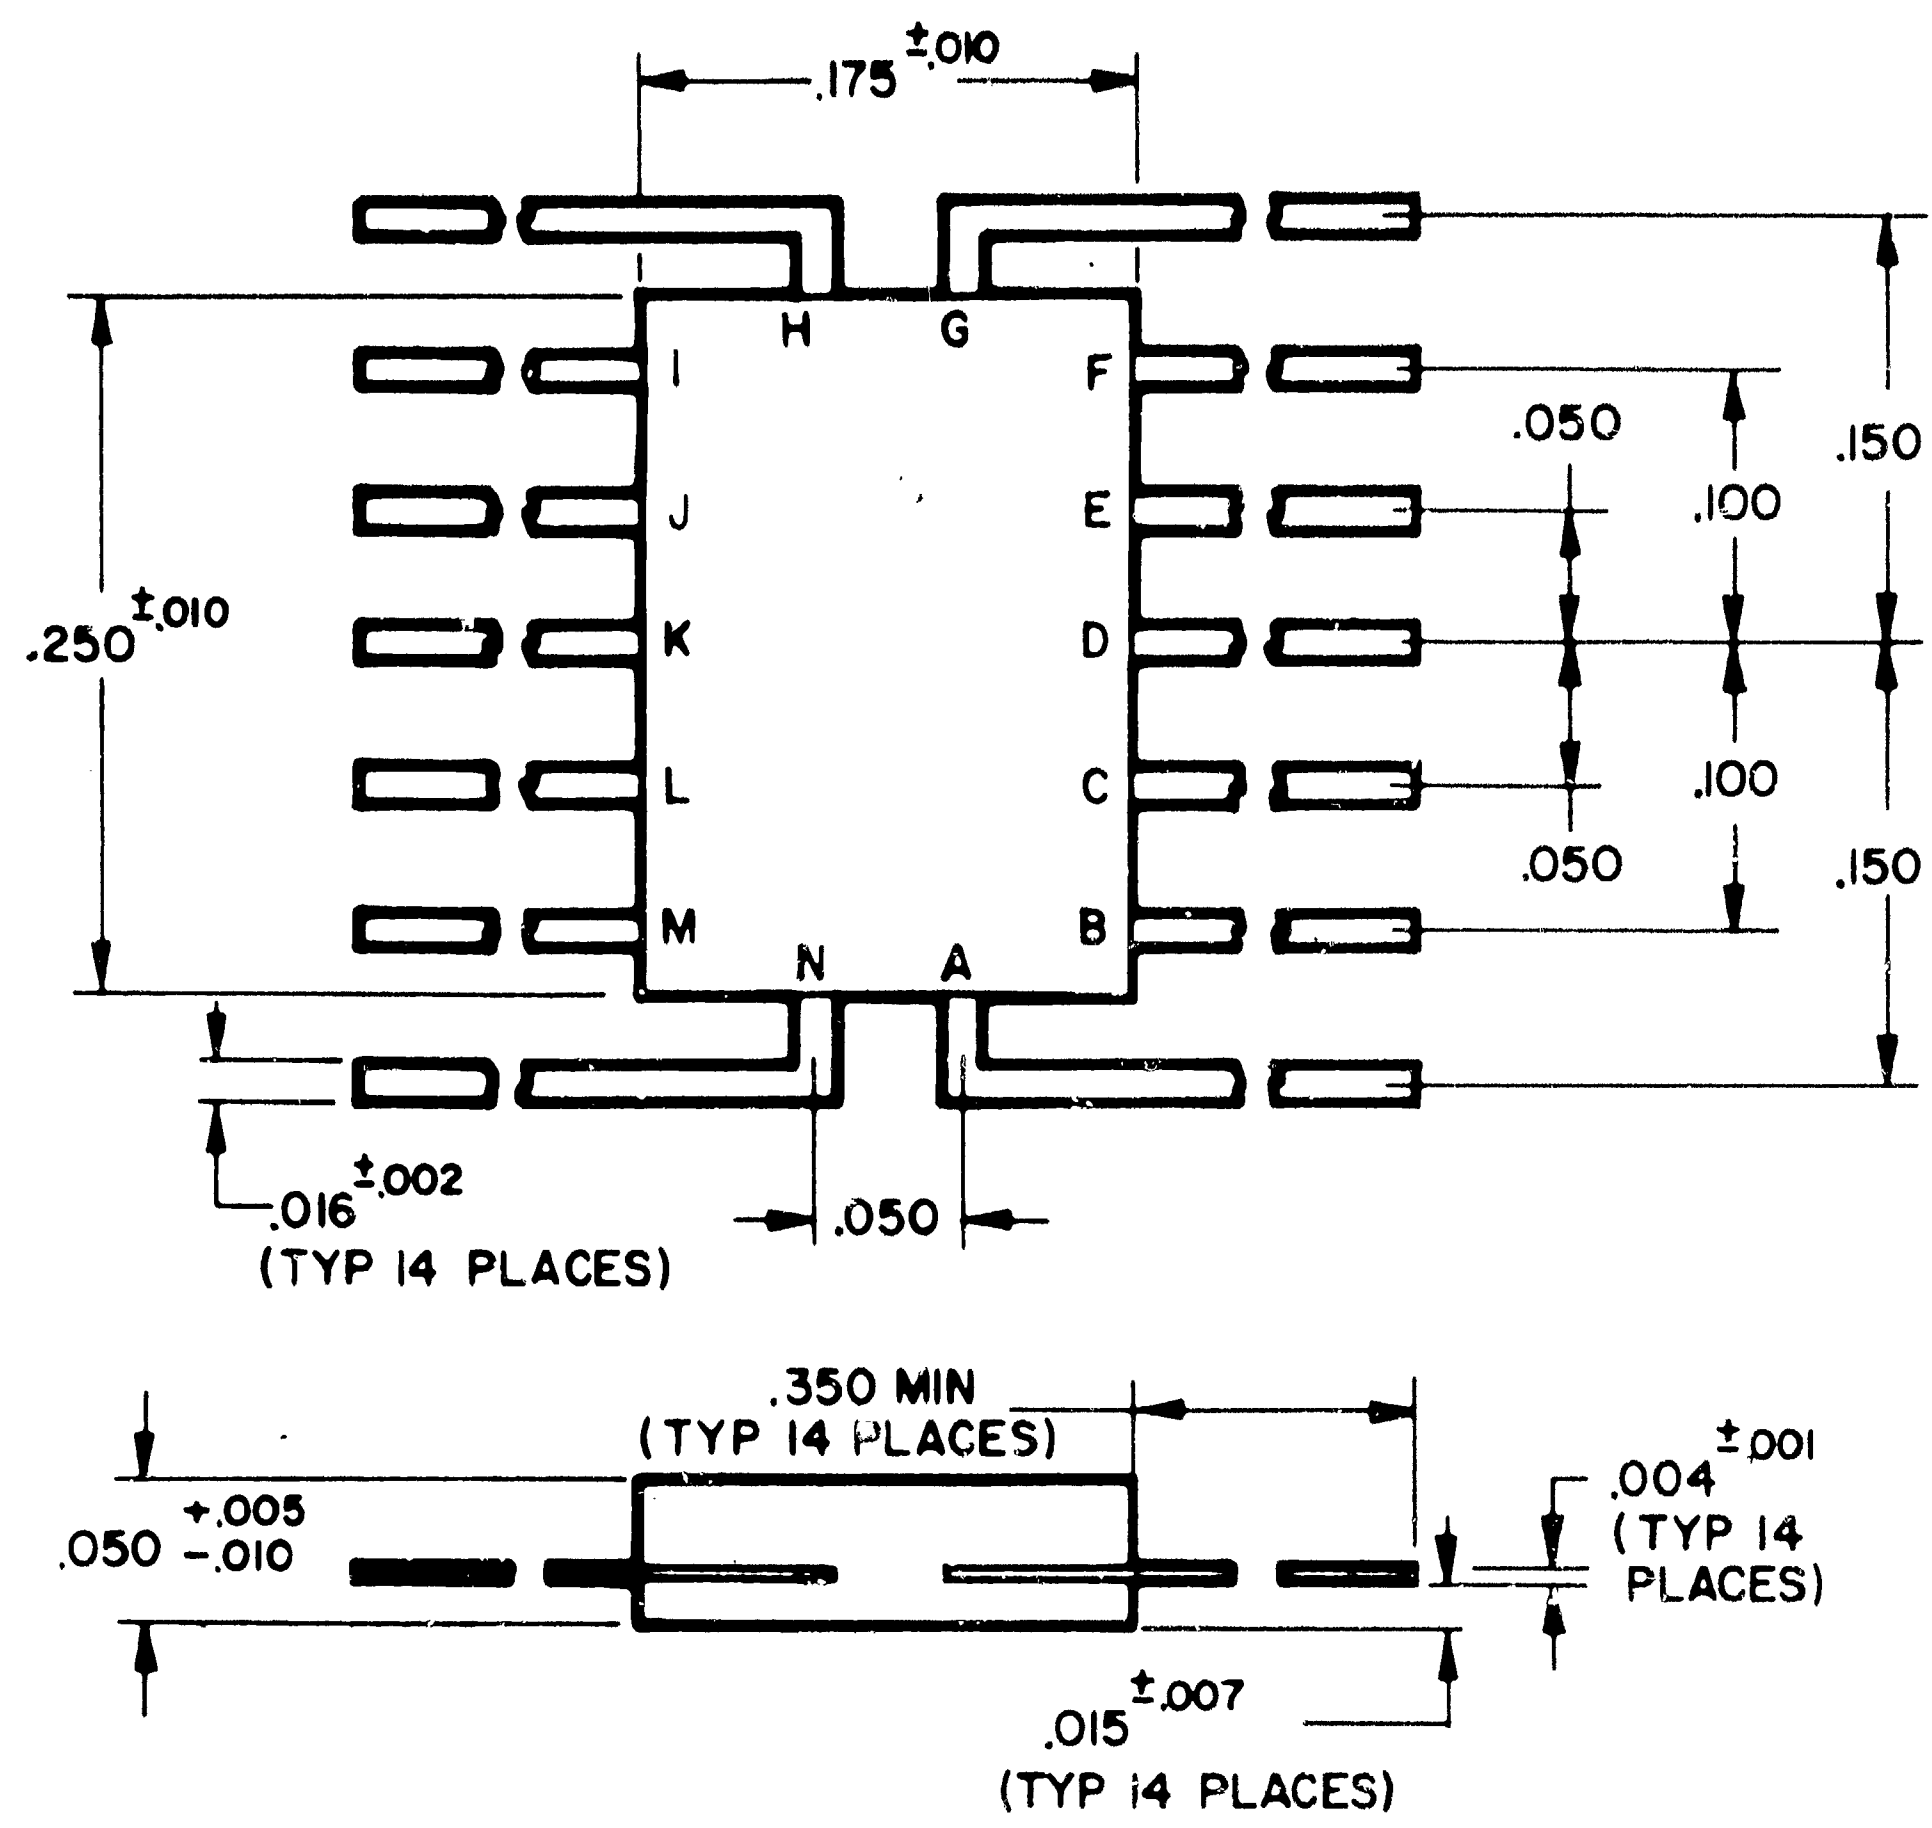 .175 ±.010
H G
I F
.050
.150
J E
.100
.250 ±.010
K D
L C
.100
.050
.150
M B
N A
.016 ±.002
(TYP 14 PLACES)
.050
.350 MIN
(TYP 14 PLACES)
.004 ±.001
(TYP 14
PLACES)
.050 +.005
-.010
.015 ±.007
(TYP 14 PLACES)